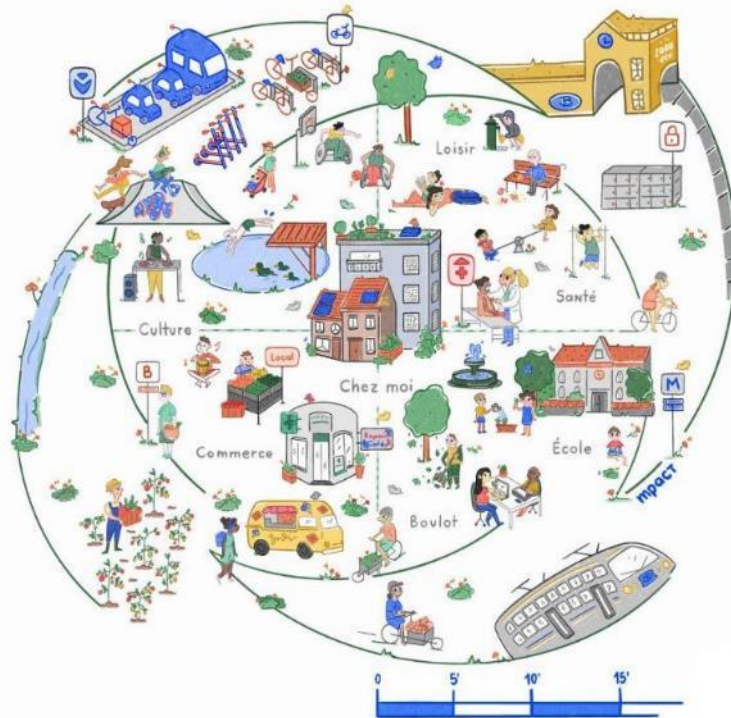 B
Loisir
Santé
Culture
Local
B
Chez moi
M
Commerce
École
mpact
Boulot
0 5' 10' 15'